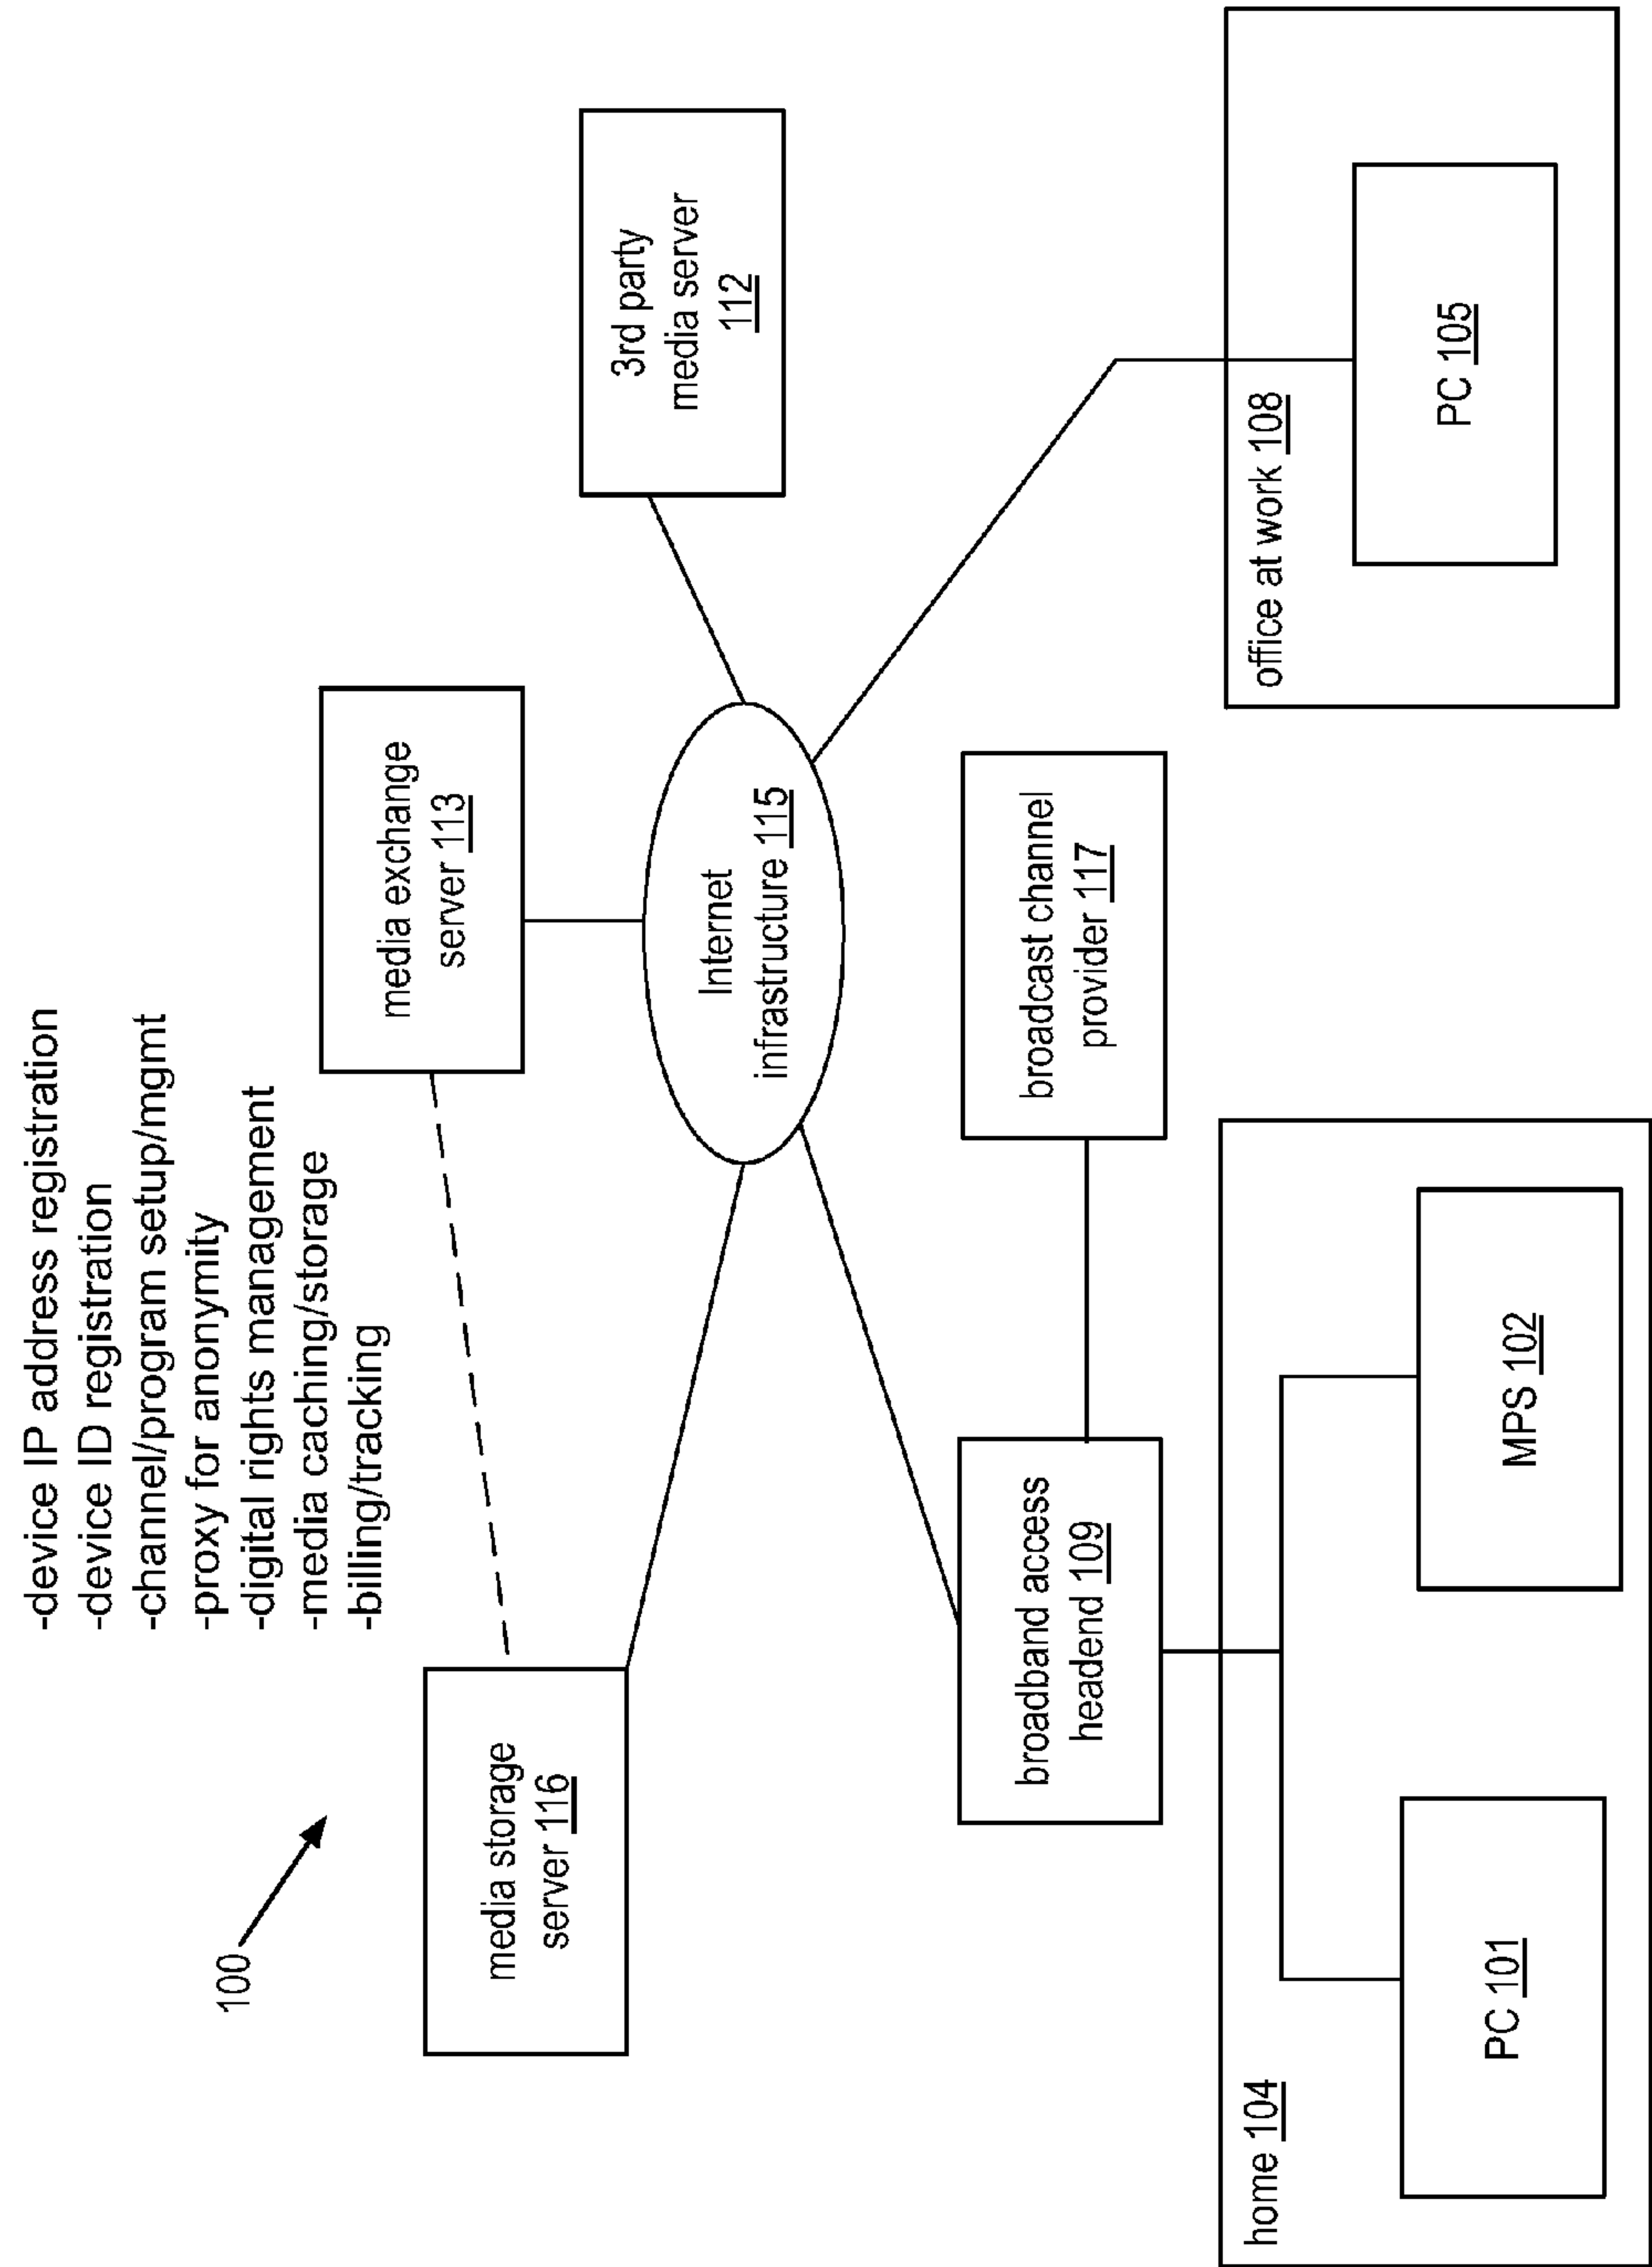 -device IP address registration
-device ID registration
-channel/program setup/mgmt
-proxy for anonymity
-digital rights management
-media caching/storage
-billing/tracking
100
media storage
server 116
media exchange
server 113
3rd party
media server
112
Internet
infrastructure 115
broadband access
headend 109
broadcast channel
provider 117
home 104
PC 101
MPS 102
office at work 108
PC 105